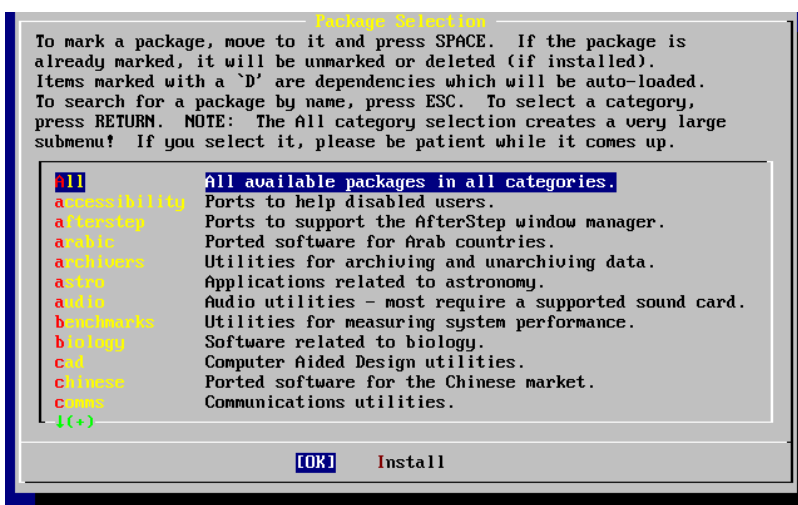 Package Selection
To mark a package, move to it and press SPACE.  If the package is
already marked, it will be unmarked or deleted (if installed).
Items marked with a `D' are dependencies which will be auto-loaded.
To search for a package by name, press ESC.  To select a category,
press RETURN.  NOTE:  The All category selection creates a very large
submenu!  If you select it, please be patient while it comes up.
All All available packages in all categories.
accessibility Ports to help disabled users.
afterstep Ports to support the AfterStep window manager.
arabic Ported software for Arab countries.
archivers Utilities for archiving and unarchiving data.
astro Applications related to astronomy.
audio Audio utilities - most require a supported sound card.
benchmarks Utilities for measuring system performance.
biology Software related to biology.
cad Computer Aided Design utilities.
chinese Ported software for the Chinese market.
comms Communications utilities.
↓(+)
[OK] Install